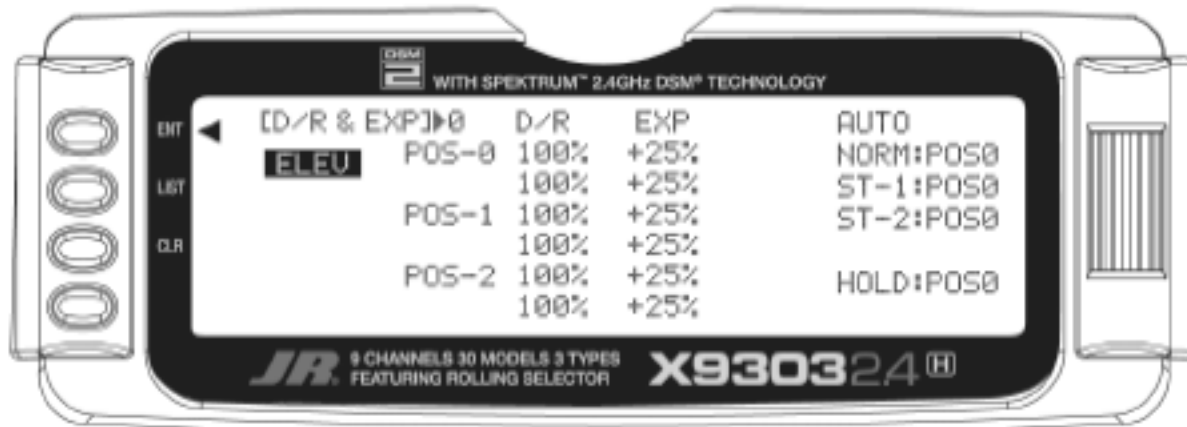 DSM
2 WITH SPEKTRUM™ 2.4GHz DSM® TECHNOLOGY
ENT
LIST
CLR
[D/R & EXP]▶0 D/R EXP AUTO
ELEV POS-0 100% +25% NORM:POS0
100% +25% ST-1:POS0
POS-1 100% +25% ST-2:POS0
100% +25%
POS-2 100% +25% HOLD:POS0
100% +25%
JR. 9 CHANNELS 30 MODELS 3 TYPES
FEATURING ROLLING SELECTOR
X9303 2.4 H